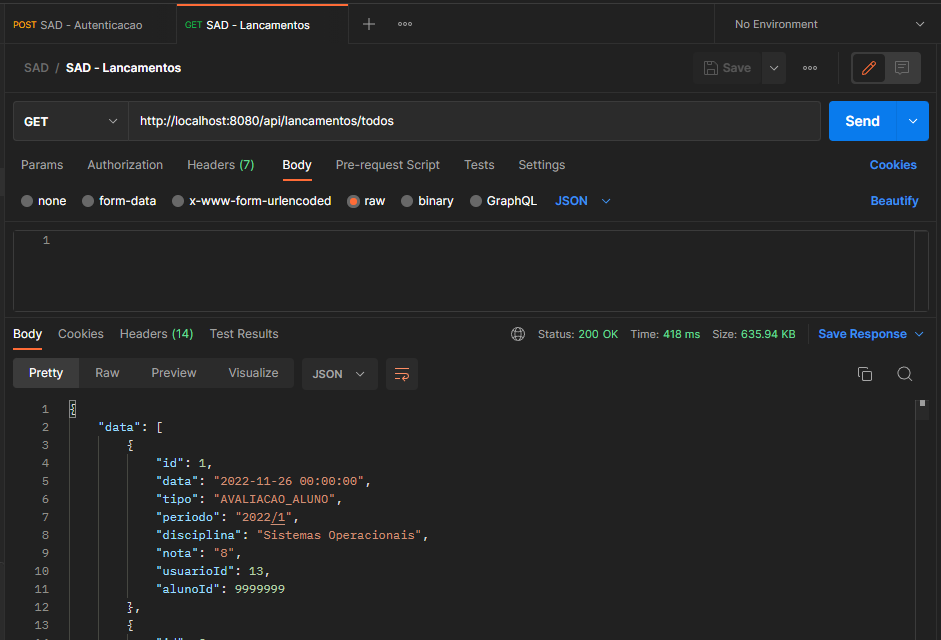 POST SAD - Autenticacao GET SAD - Lancamentos No Environment
SAD / SAD - Lancamentos Save
GET http://localhost:8080/api/lancamentos/todos Send
Params Authorization Headers (7) Body Pre-request Script Tests Settings Cookies
none form-data x-www-form-urlencoded raw binary GraphQL JSON Beautify
1
Body Cookies Headers (14) Test Results Status: 200 OK Time: 418 ms Size: 635.94 KB Save Response
Pretty Raw Preview Visualize JSON
1 {
2 "data": [
3 {
4 "id": 1,
5 "data": "2022-11-26 00:00:00",
6 "tipo": "AVALIACAO_ALUNO",
7 "periodo": "2022/1",
8 "disciplina": "Sistemas Operacionais",
9 "nota": "8",
10 "usuarioId": 13,
11 "alunoId": 9999999
12 },
13 {